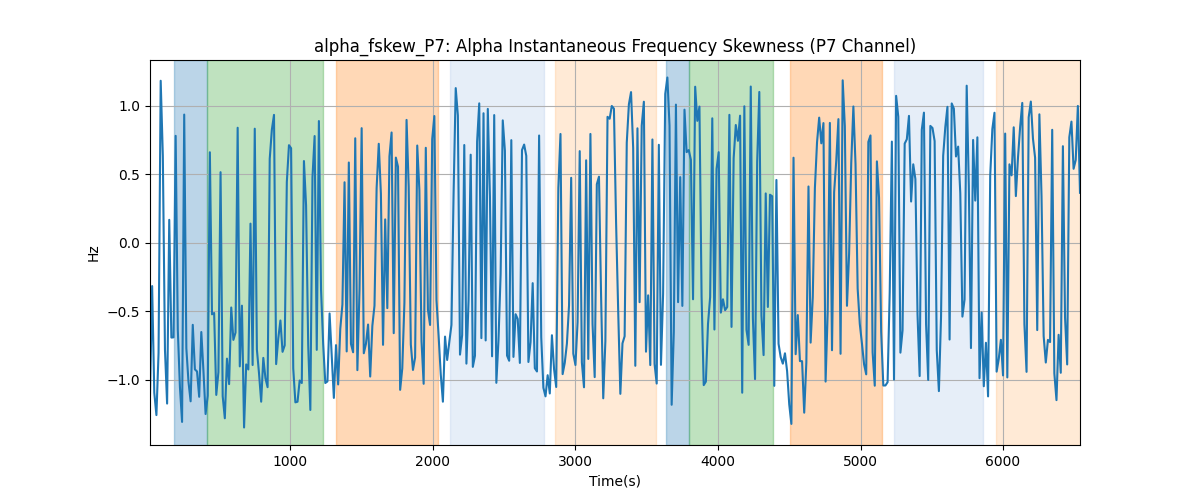 alpha_fskew_P7: Alpha Instantaneous Frequency Skewness (P7 Channel)
1.0
0.5
0.0
−0.5
−1.0
Hz
1000 2000 3000 4000 5000 6000
Time(s)